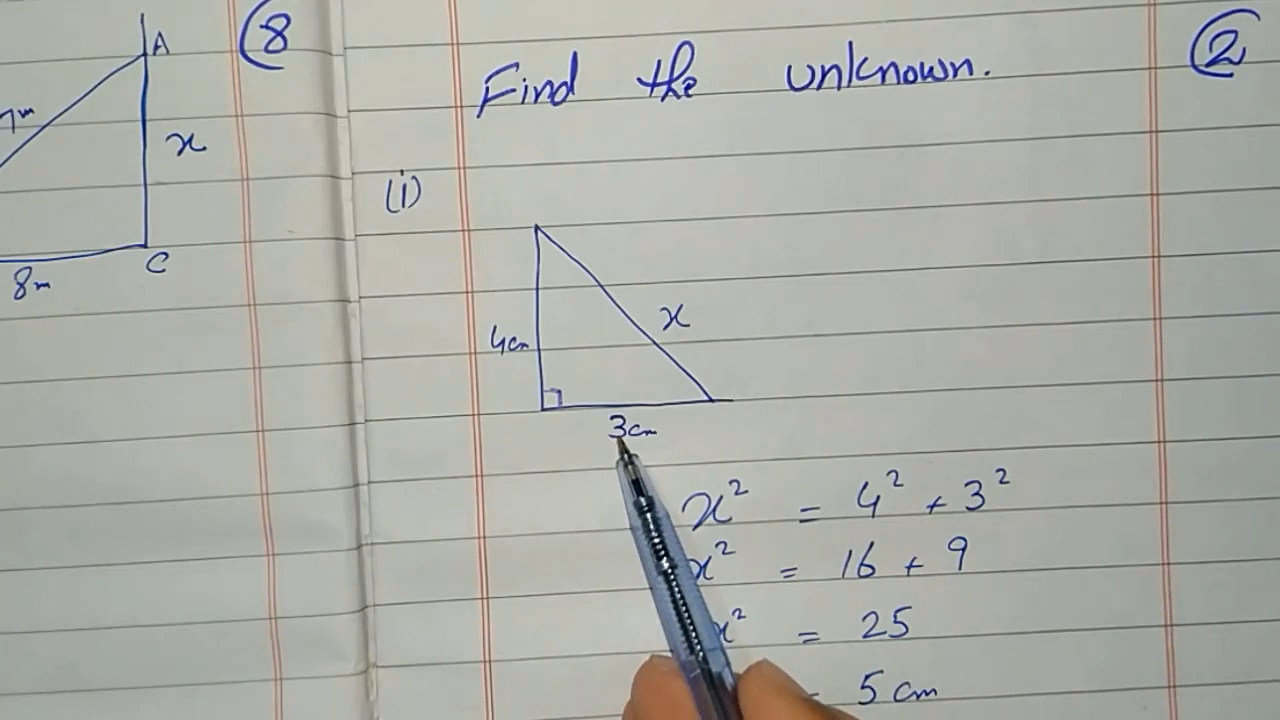 A
8
x
C
8m
Find the unknown.
2
(i)
4cm
x
3cm
x² = 4² + 3²
x² = 16 + 9
x² = 25
= 5 cm